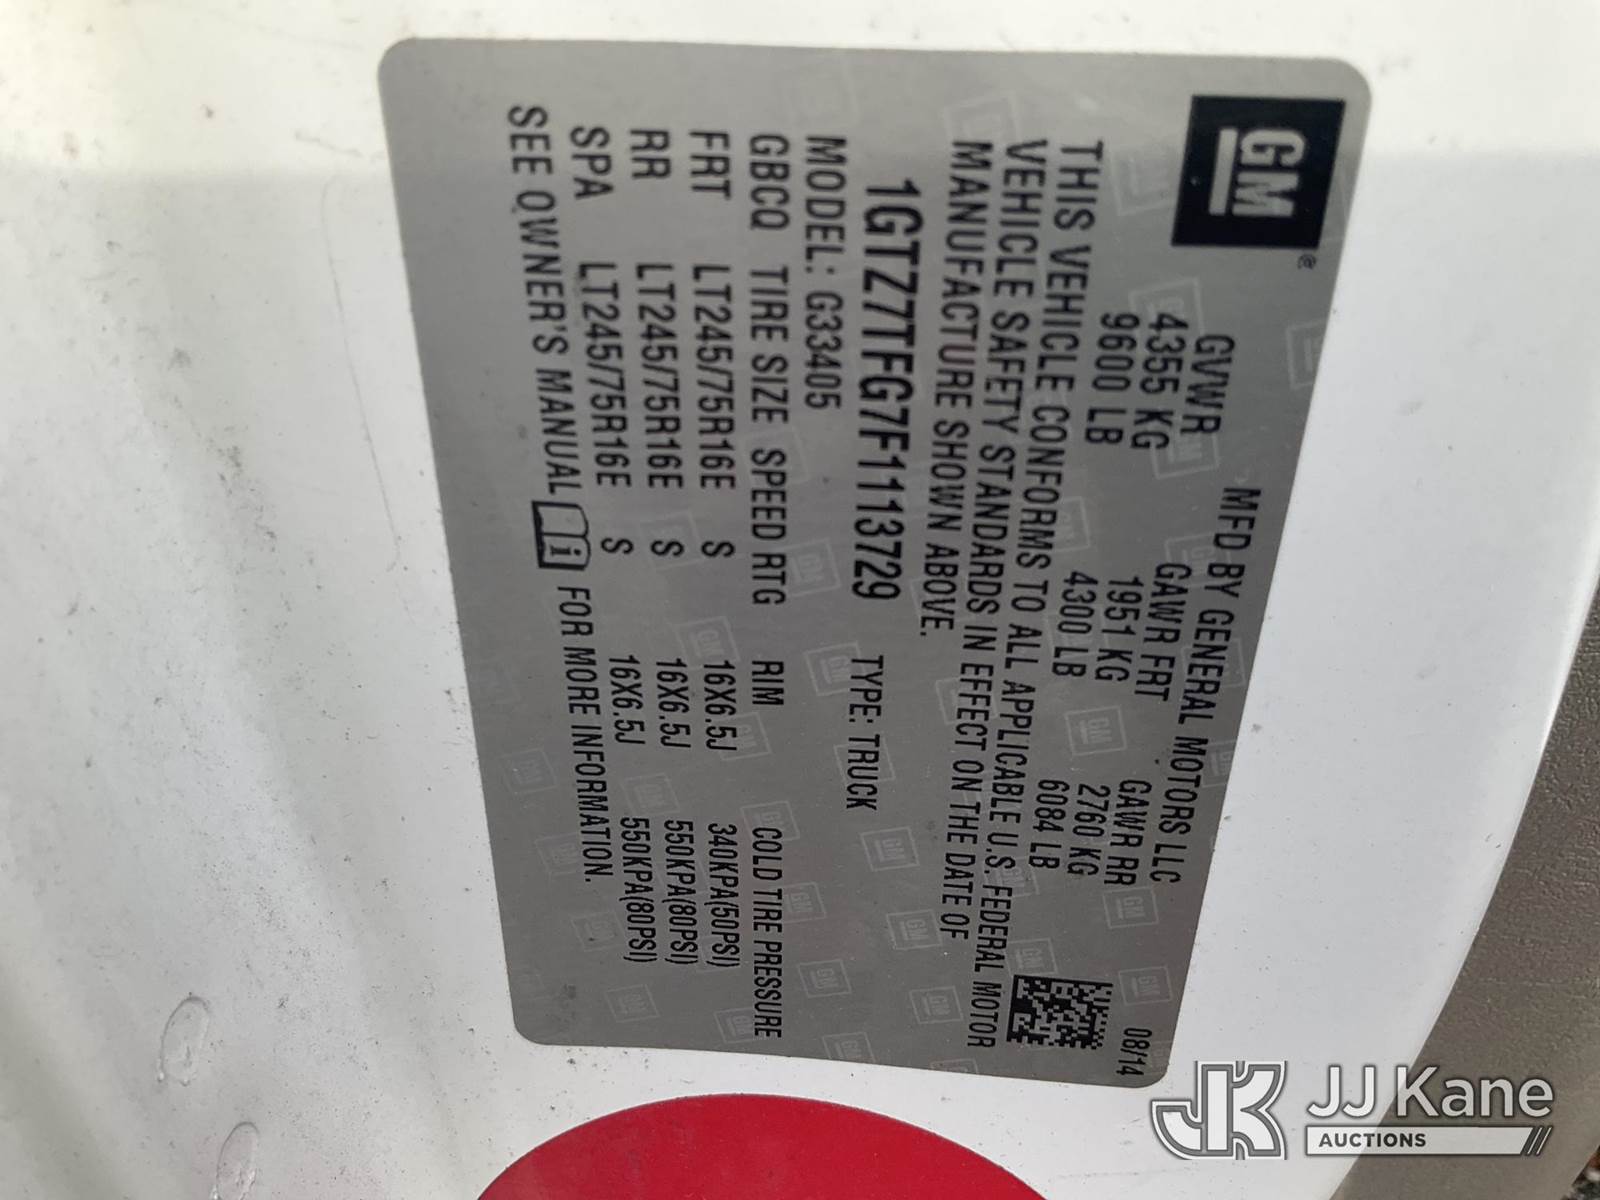 GM
®
MFD BY GENERAL MOTORS LLC 08/14
GVWR GAWR FRT GAWR RR
4355 KG 1951 KG 2760 KG
9600 LB 4300 LB 6084 LB
THIS VEHICLE CONFORMS TO ALL APPLICABLE U.S. FEDERAL MOTOR
VEHICLE SAFETY STANDARDS IN EFFECT ON THE DATE OF
MANUFACTURE SHOWN ABOVE.
1GTZ7TFG7F1113729 TYPE: TRUCK
MODEL: G33405
GBCQ TIRE SIZE SPEED RTG RIM COLD TIRE PRESSURE
FRT LT245/75R16E S 16X6.5J 340KPA(50PSI)
RR LT245/75R16E S 16X6.5J 550KPA(80PSI)
SPA LT245/75R16E S 16X6.5J 550KPA(80PSI)
SEE OWNER'S MANUAL i FOR MORE INFORMATION.
JK JJ Kane
AUCTIONS